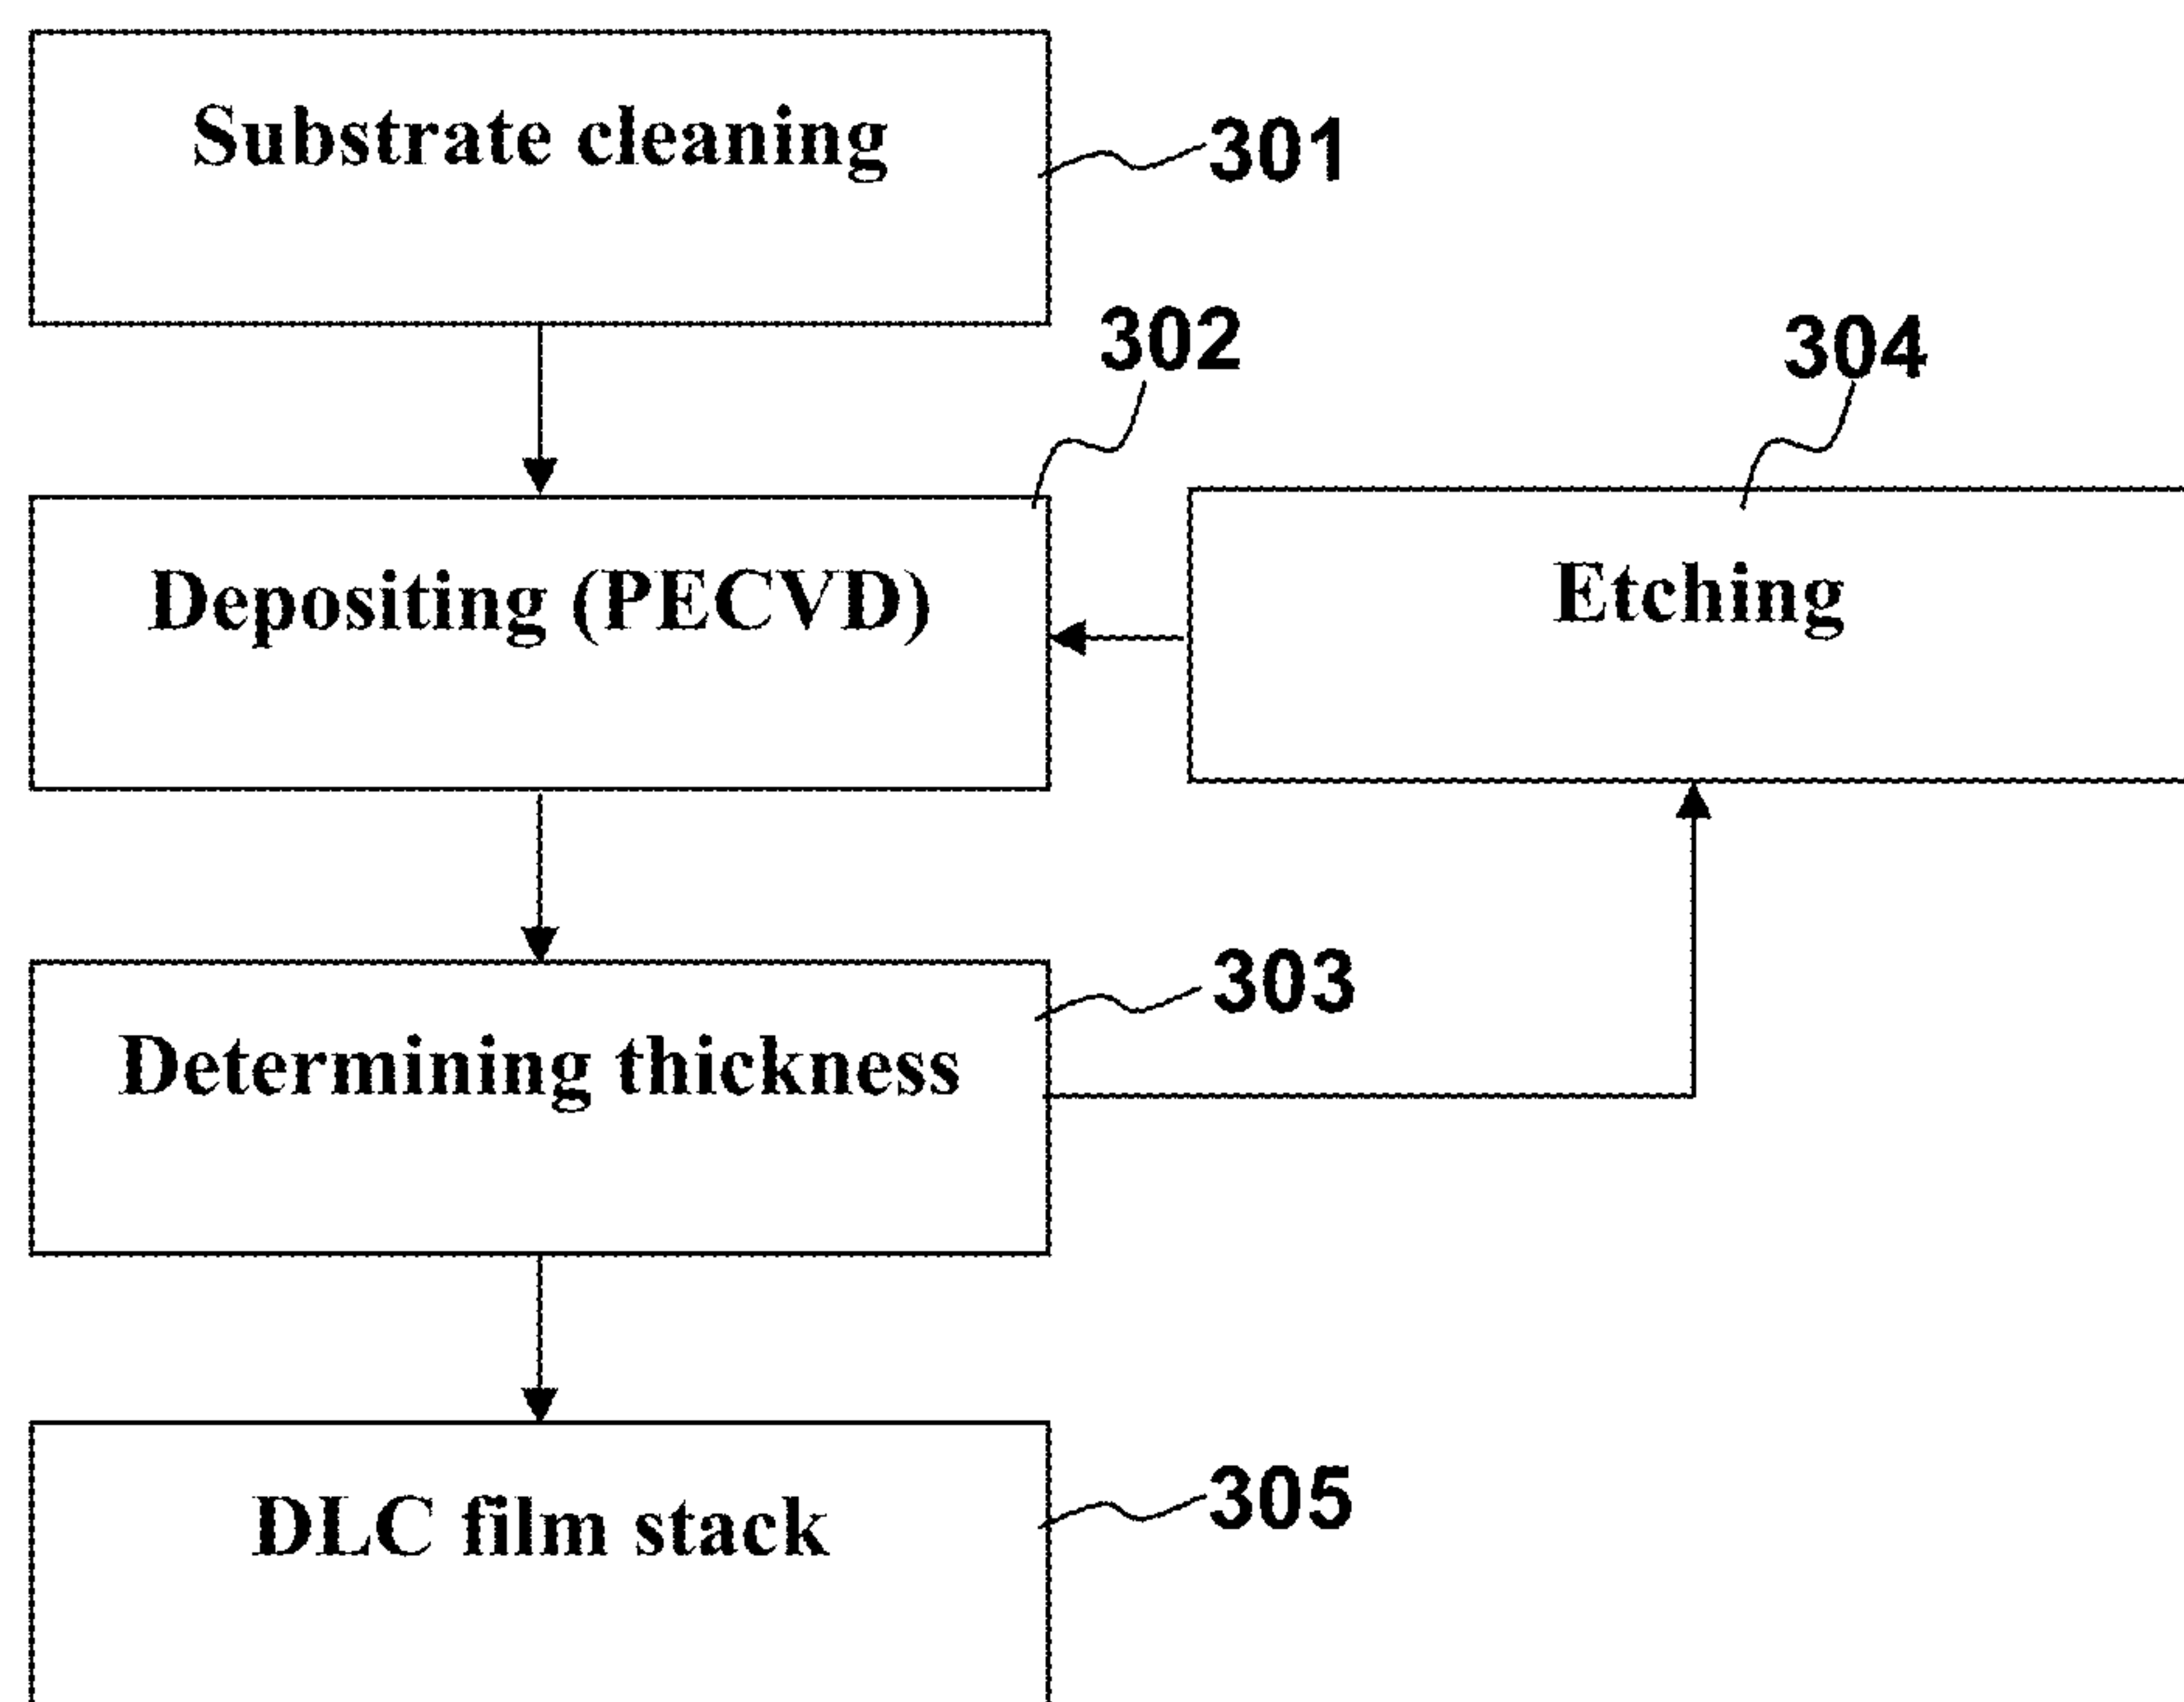 Substrate cleaning
301
302
304
Depositing (PECVD)
Etching
303
Determining thickness
305
DLC film stack